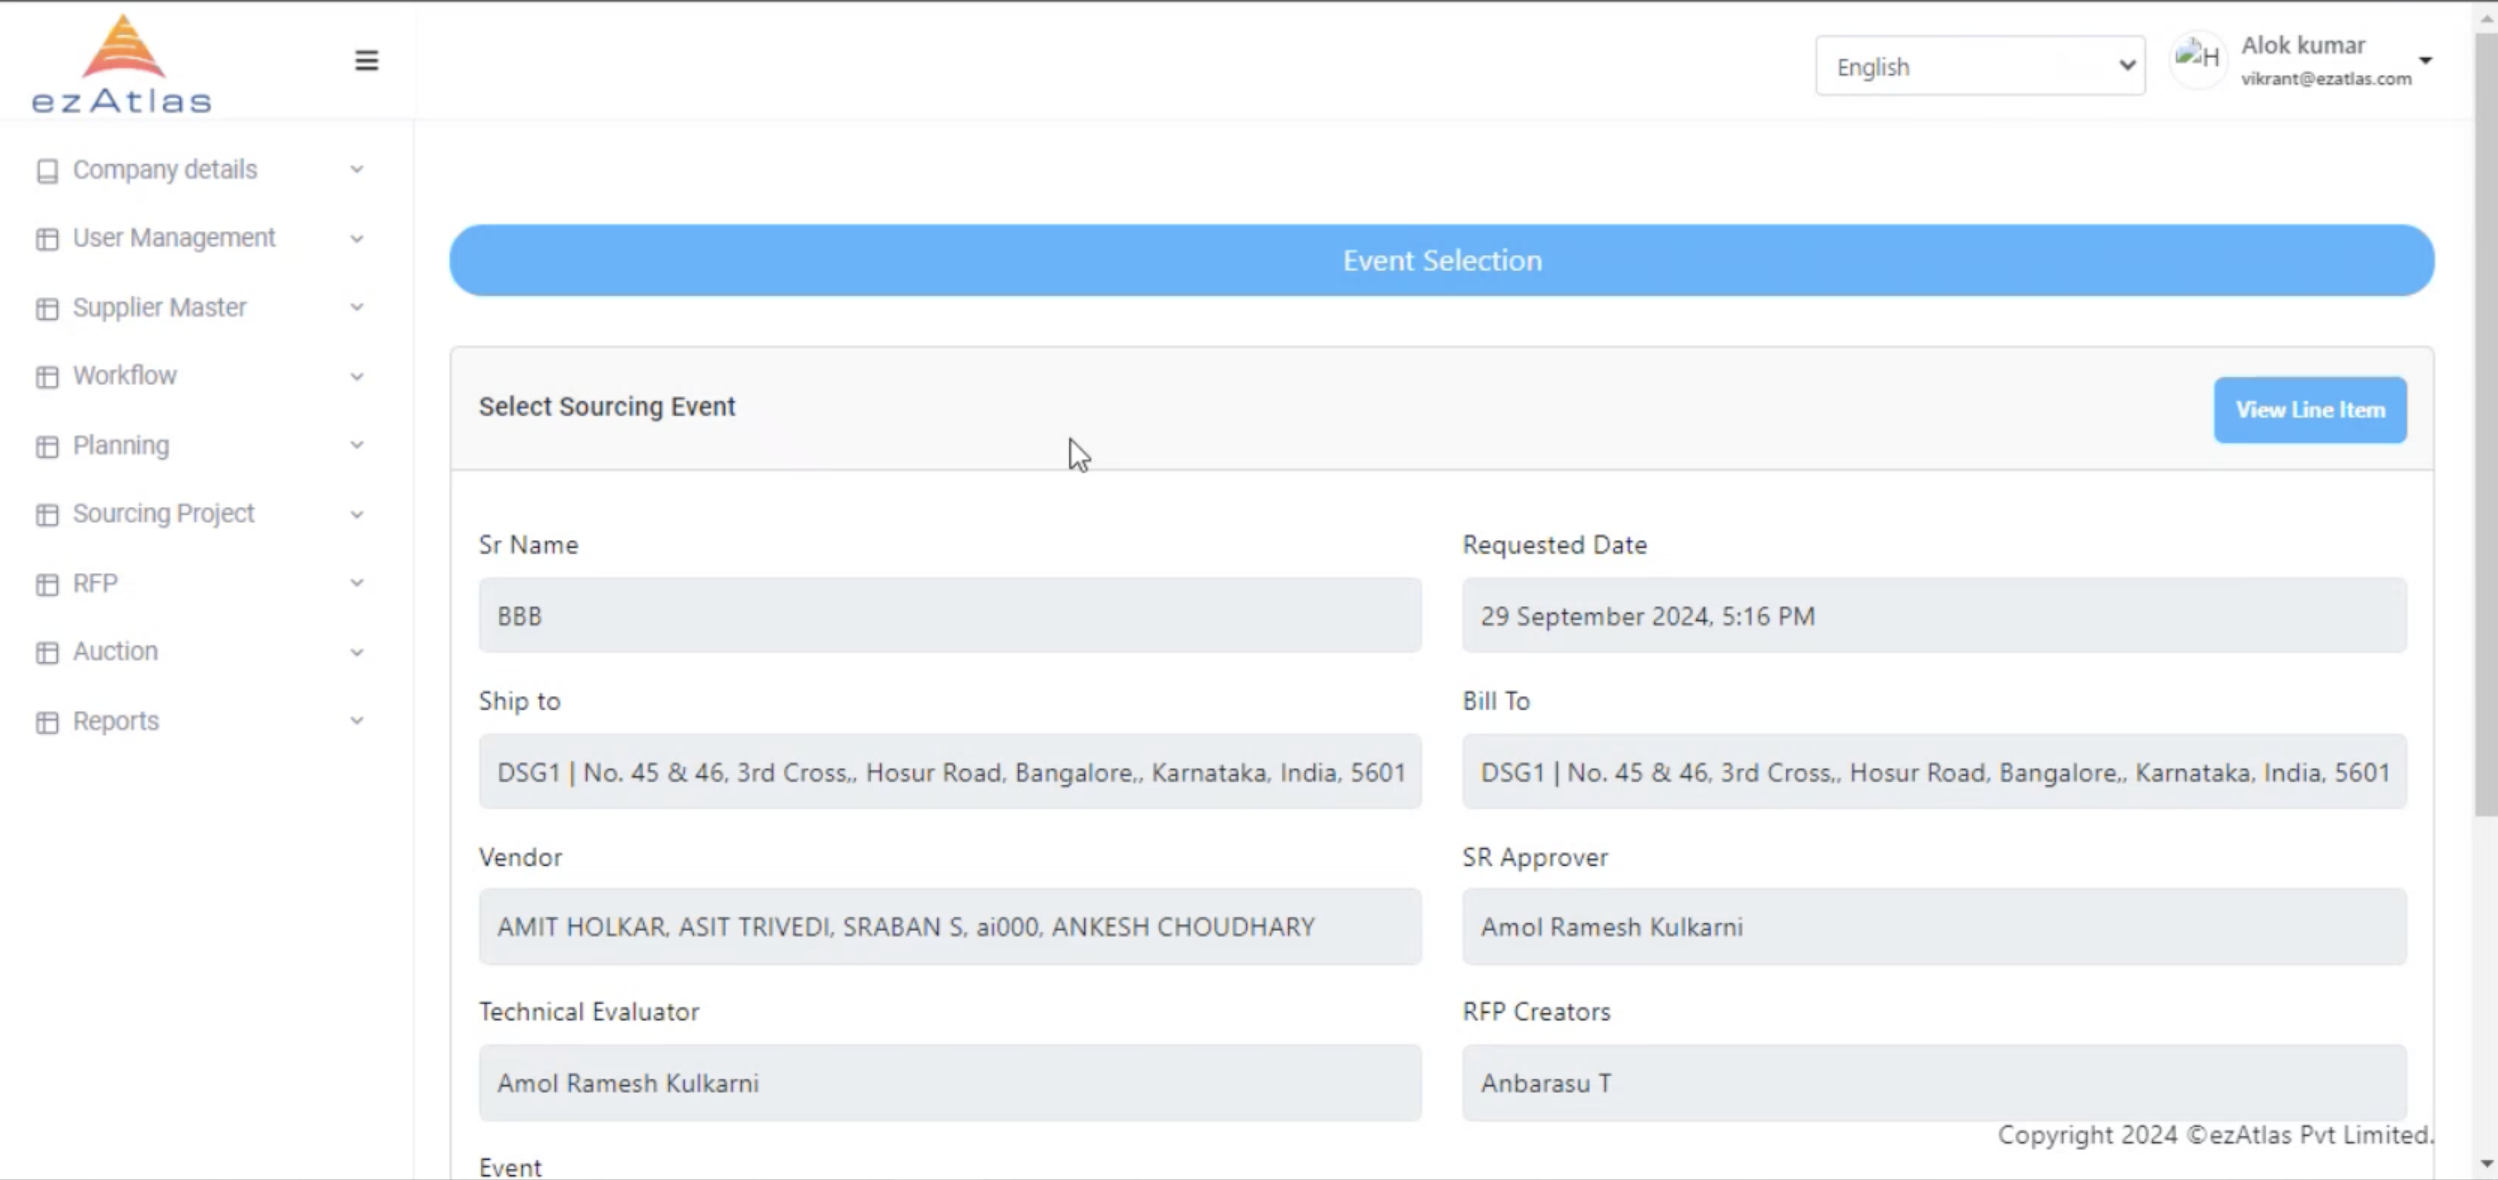 ezAtlas
English
H
Alok kumar
vikrant@ezatlas.com
Company details
User Management
Supplier Master
Workflow
Planning
Sourcing Project
RFP
Auction
Reports
Event Selection
Select Sourcing Event
View Line Item
Sr Name
Requested Date
BBB
29 September 2024, 5:16 PM
Ship to
Bill To
DSG1 | No. 45 & 46, 3rd Cross,, Hosur Road, Bangalore,, Karnataka, India, 5601
DSG1 | No. 45 & 46, 3rd Cross,, Hosur Road, Bangalore,, Karnataka, India, 5601
Vendor
SR Approver
AMIT HOLKAR, ASIT TRIVEDI, SRABAN S, ai000, ANKESH CHOUDHARY
Amol Ramesh Kulkarni
Technical Evaluator
RFP Creators
Amol Ramesh Kulkarni
Anbarasu T
Copyright 2024 ©ezAtlas Pvt Limited.
Event